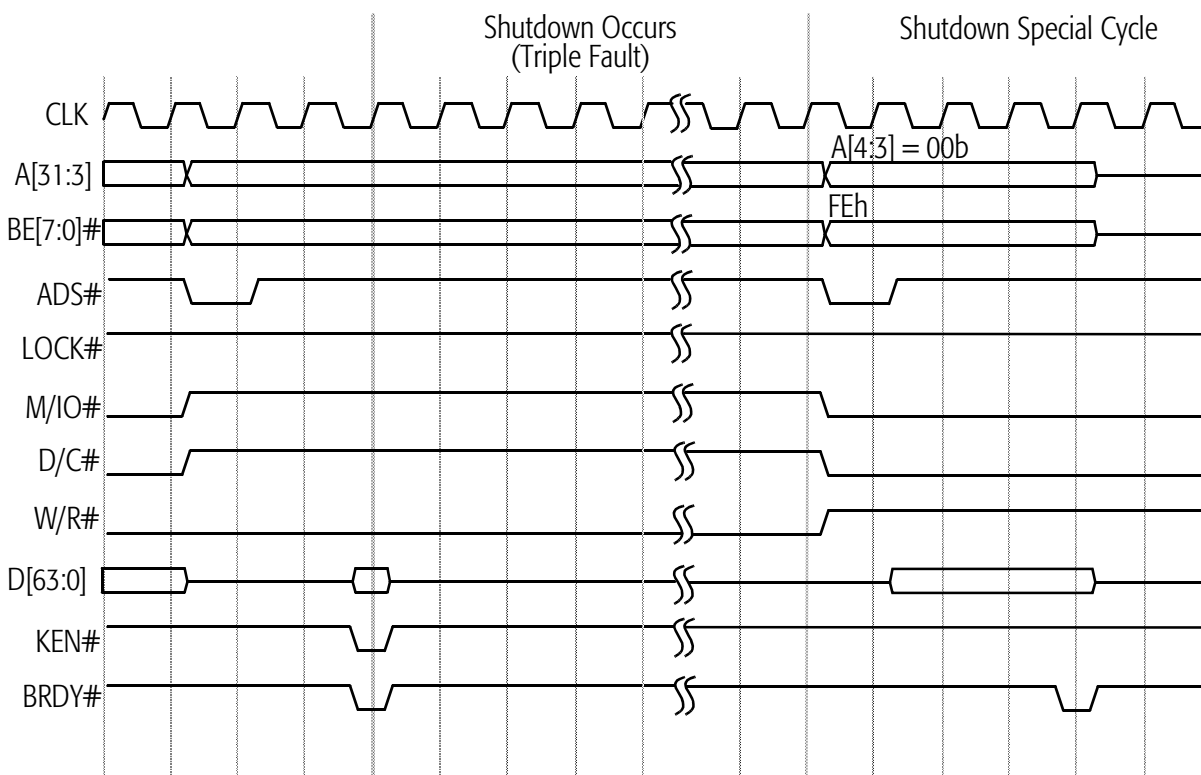 Shutdown Occurs
(Triple Fault)
Shutdown Special Cycle
CLK
A[4:3] = 00b
A[31:3]
FEh
BE[7:0]#
ADS#
LOCK#
M/IO#
D/C#
W/R#
D[63:0]
KEN#
BRDY#